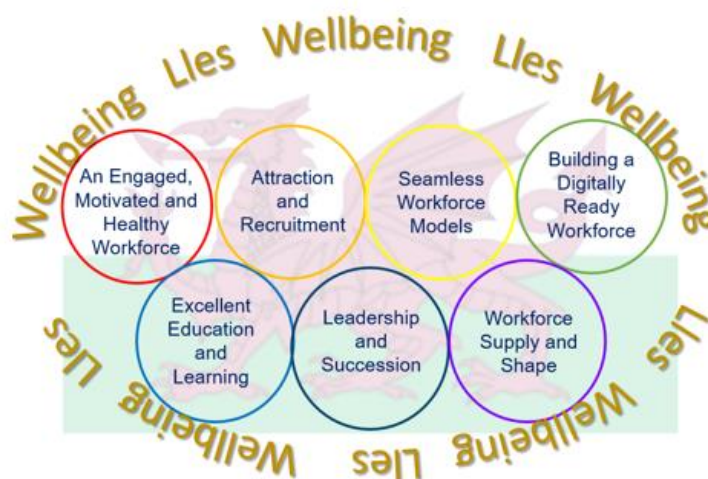 Wellbeing Lles Wellbeing Lles Wellbeing
An Engaged,
Motivated and
Healthy
Workforce
Attraction
and
Recruitment
Seamless
Workforce
Models
Building a
Digitally
Ready
Workforce
Excellent
Education
and
Learning
Leadership
and
Succession
Workforce
Supply and
Shape
Lles Wellbeing Lles Wellbeing Lles